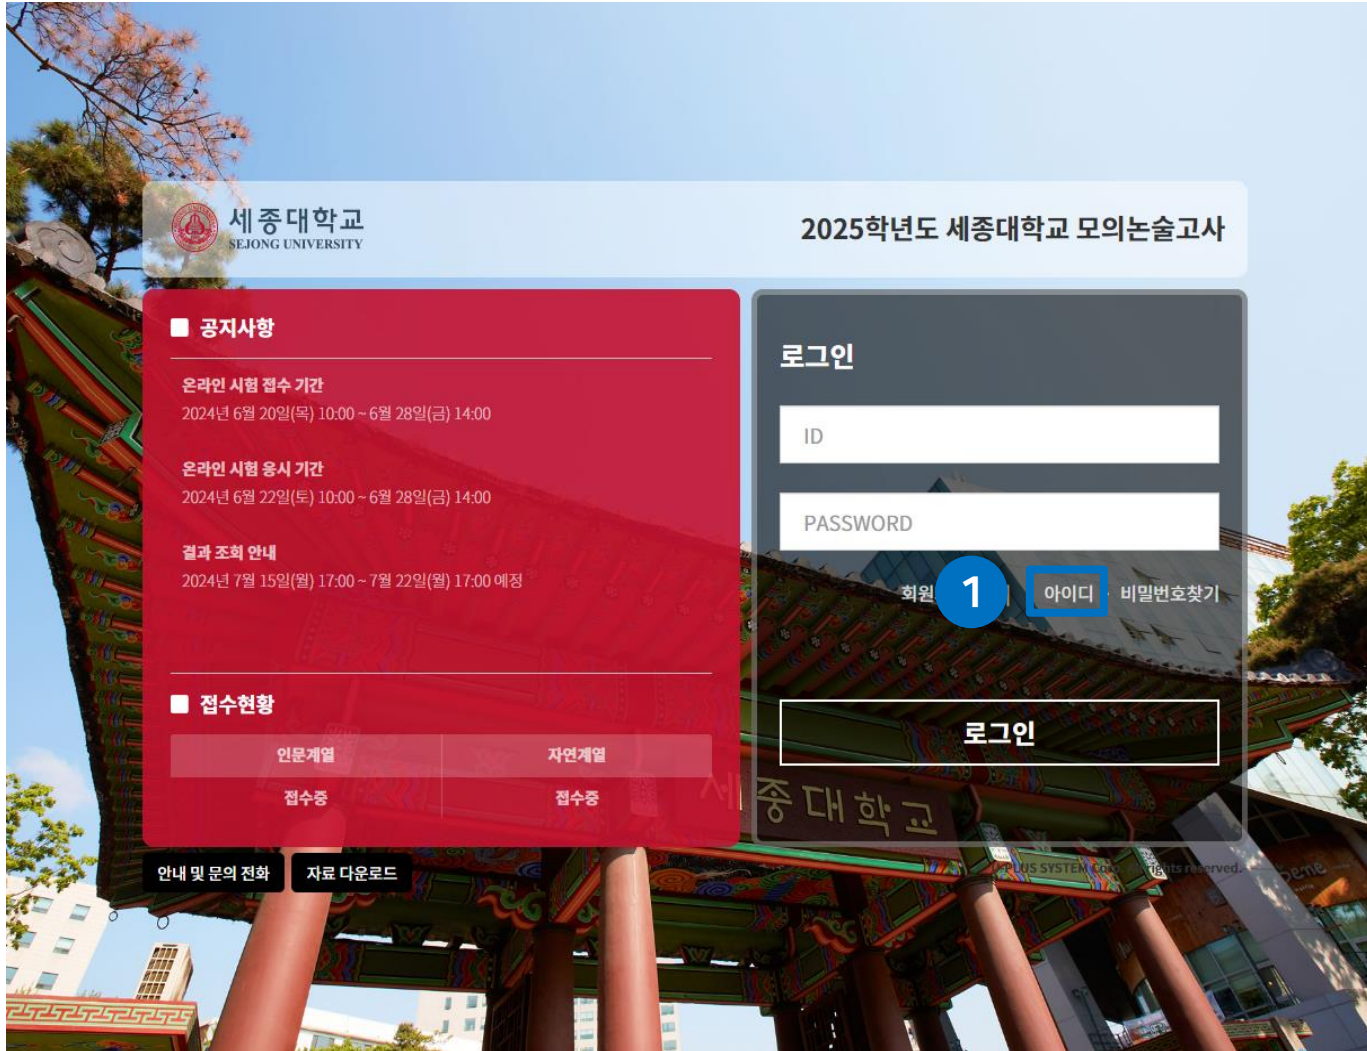 세종대학교
SEJONG UNIVERSITY
2025학년도 세종대학교 모의논술고사
공지사항
온라인 시험 접수 기간
2024년 6월 20일(목) 10:00 ~ 6월 28일(금) 14:00
온라인 시험 응시 기간
2024년 6월 22일(토) 10:00 ~ 6월 28일(금) 14:00
결과 조회 안내
2024년 7월 15일(월) 17:00 ~ 7월 22일(월) 17:00 예정
접수현황
인문계열 자연계열
접수중 접수중
로그인
ID
PASSWORD
회원 1 | 아이디 · 비밀번호찾기
로그인
세종대학교
안내 및 문의 전화 자료 다운로드
PLUS SYSTEM rights reserved.